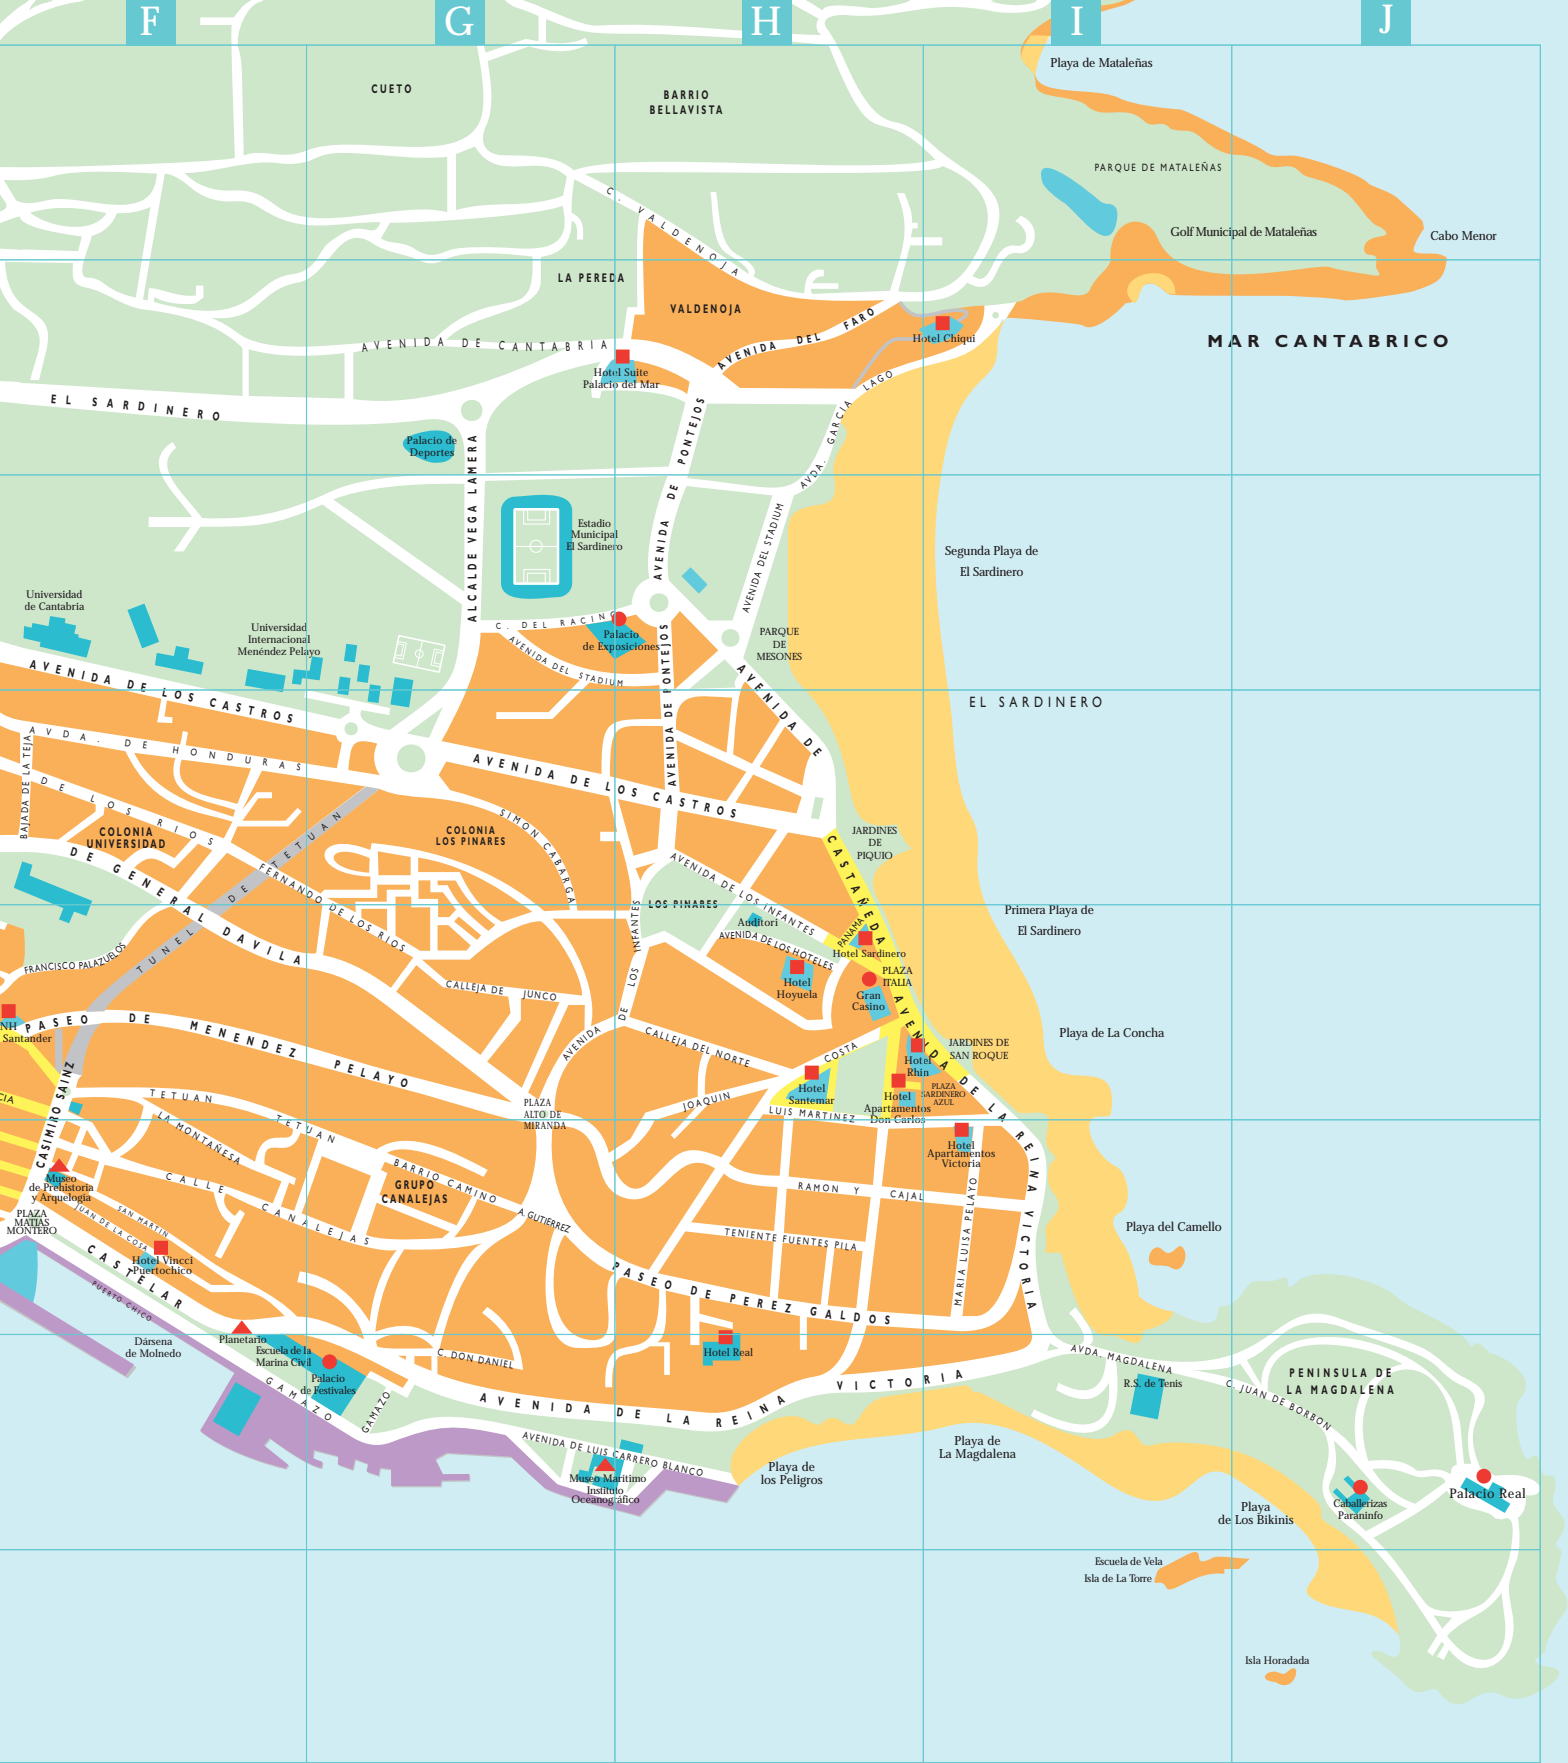 F
G
H
I
J
Playa de Mataleñas
CUETO
BARRIO
BELLAVISTA
PARQUE DE MATALEÑAS
C. VALDENOJA
Golf Municipal de Mataleñas
Cabo Menor
LA PEREDA
VALDENOJA
AVENIDA DEL FARO
Hotel Chiqui
MAR CANTABRICO
AVENIDA DE CANTABRIA
Hotel Suite
Palacio del Mar
AVDA. GARCIA LAGO
EL SARDINERO
Palacio de
Deportes
ALCALDE VEGA LAMERA
AVENIDA DE PONTEJOS
AVENIDA DEL STADIUM
Estadio
Municipal
El Sardinero
Segunda Playa de
El Sardinero
Universidad
de Cantabria
Universidad
Internacional
Menéndez Pelayo
C. DEL RACING
Palacio
de Exposiciones
AVENIDA DEL STADIUM
PARQUE
DE
MESONES
AVENIDA DE LOS CASTROS
AVENIDA DE PONTEJOS
AVENIDA DE
EL SARDINERO
AVDA. DE HONDURAS
BAJADA DE LA TEJA
AVENIDA DE LOS CASTROS
DE LOS RIOS
COLONIA
UNIVERSIDAD
TUNEL DE TETUAN
COLONIA
LOS PINARES
SIMON CABARGA
CASTAÑEDA
JARDINES
DE
PIQUIO
DE GENERAL DAVILA
FERNANDO DE LOS RIOS
AVENIDA DE LOS INFANTES
LOS PINARES
Auditori
AVENIDA DE LOS HOTELES
PANAMA
Hotel Sardinero
Primera Playa de
El Sardinero
FRANCISCO PALAZUELOS
Hotel
Hoyuela
PLAZA
ITALIA
Gran
Casino
CALLEJA DE JUNCO
AVENIDA DE LOS INFANTES
NH
Santander
PASEO DE MENENDEZ PELAYO
CALLEJA DEL NORTE
JOAQUIN COSTA
AVENIDA DE LA REINA VICTORIA
Playa de La Concha
JARDINES DE
SAN ROQUE
Hotel
Rhin
Hotel
Santemar
PLAZA
SARDINERO
AZUL
Hotel
Apartamentos
Don Carlos
LUIS MARTINEZ
CIA
CASIMIRO SAINZ
TETUAN
TETUAN
LA MONTAÑESA
PLAZA
ALTO DE
MIRANDA
Hotel
Apartamentos
Victoria
Museo
de Prehistoria
y Arquelogía
CALLE CANALEJAS
BARRIO CAMINO
GRUPO
CANALEJAS
A. GUTIERREZ
RAMON Y CAJAL
MARIA LUISA PELAYO
TENIENTE FUENTES PILA
Playa del Camello
PLAZA
MATIAS
MONTERO
SAN MARTIN
JUAN DE LA COSA
Hotel Vincci
Puertochico
CASTELAR
PUERTO CHICO
PASEO DE PEREZ GALDOS
Dársena
de Molnedo
Planetario
Escuela de la
Marina Civil
Palacio
de Festivales
GAMAZO
GAMAZO
C. DON DANIEL
Hotel Real
AVENIDA DE LA REINA VICTORIA
AVDA. MAGDALENA
R.S. de Tenis
C. JUAN DE BORBON
PENINSULA DE
LA MAGDALENA
AVENIDA DE LUIS CARRERO BLANCO
Museo Marítimo
Instituto
Oceanográfico
Playa de
los Peligros
Playa de
La Magdalena
Playa
de Los Bikinis
Caballerizas
Paraninfo
Palacio Real
Escuela de Vela
Isla de La Torre
Isla Horadada